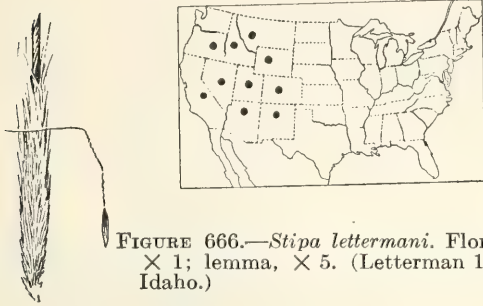 FIGURE 666.—Stipa lettermani. Flor
× 1; lemma, × 5. (Letterman 1
Idaho.)